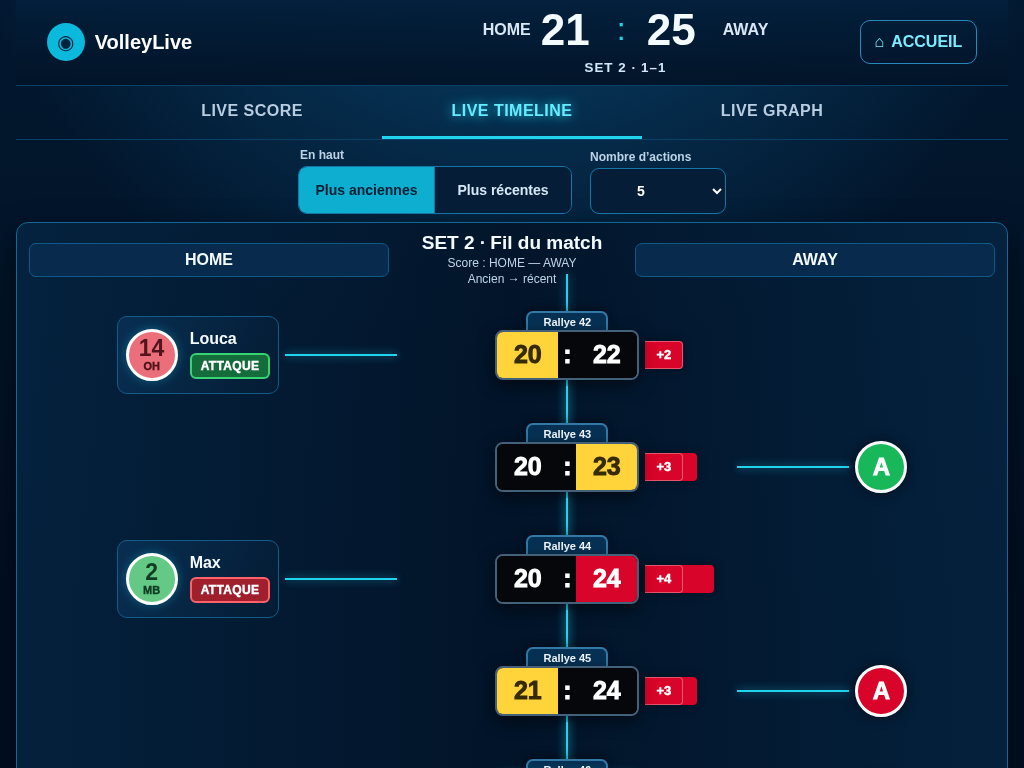 VolleyLive
HOME 21 : 25 AWAY
SET 2 · 1–1
⌂ ACCUEIL
LIVE SCORE
LIVE TIMELINE
LIVE GRAPH
En haut
Plus anciennes
Plus récentes
Nombre d’actions
5
HOME
SET 2 · Fil du match
Score : HOME — AWAY
Ancien → récent
AWAY
Rallye 42
14
OH
Louca
ATTAQUE
20 : 22
+2
Rallye 43
20 : 23
+3
A
Rallye 44
2
MB
Max
ATTAQUE
20 : 24
+4
Rallye 45
21 : 24
+3
A